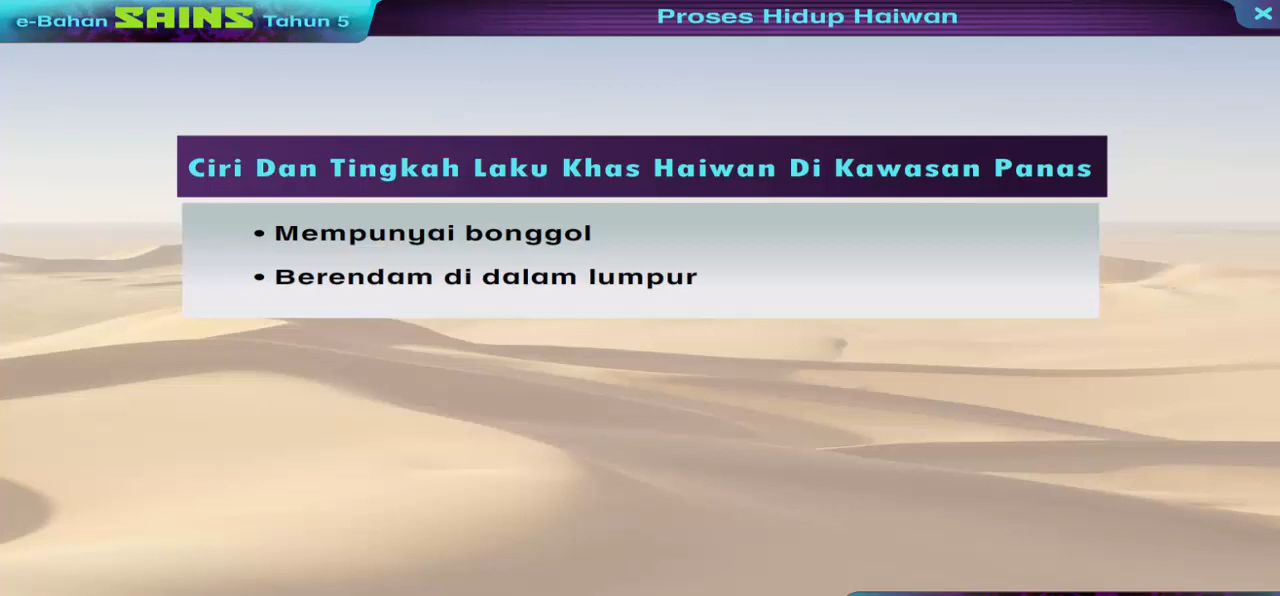 e-Bahan SAINS Tahun 5
Proses Hidup Haiwan
Ciri Dan Tingkah Laku Khas Haiwan Di Kawasan Panas
• Mempunyai bonggol
• Berendam di dalam lumpur